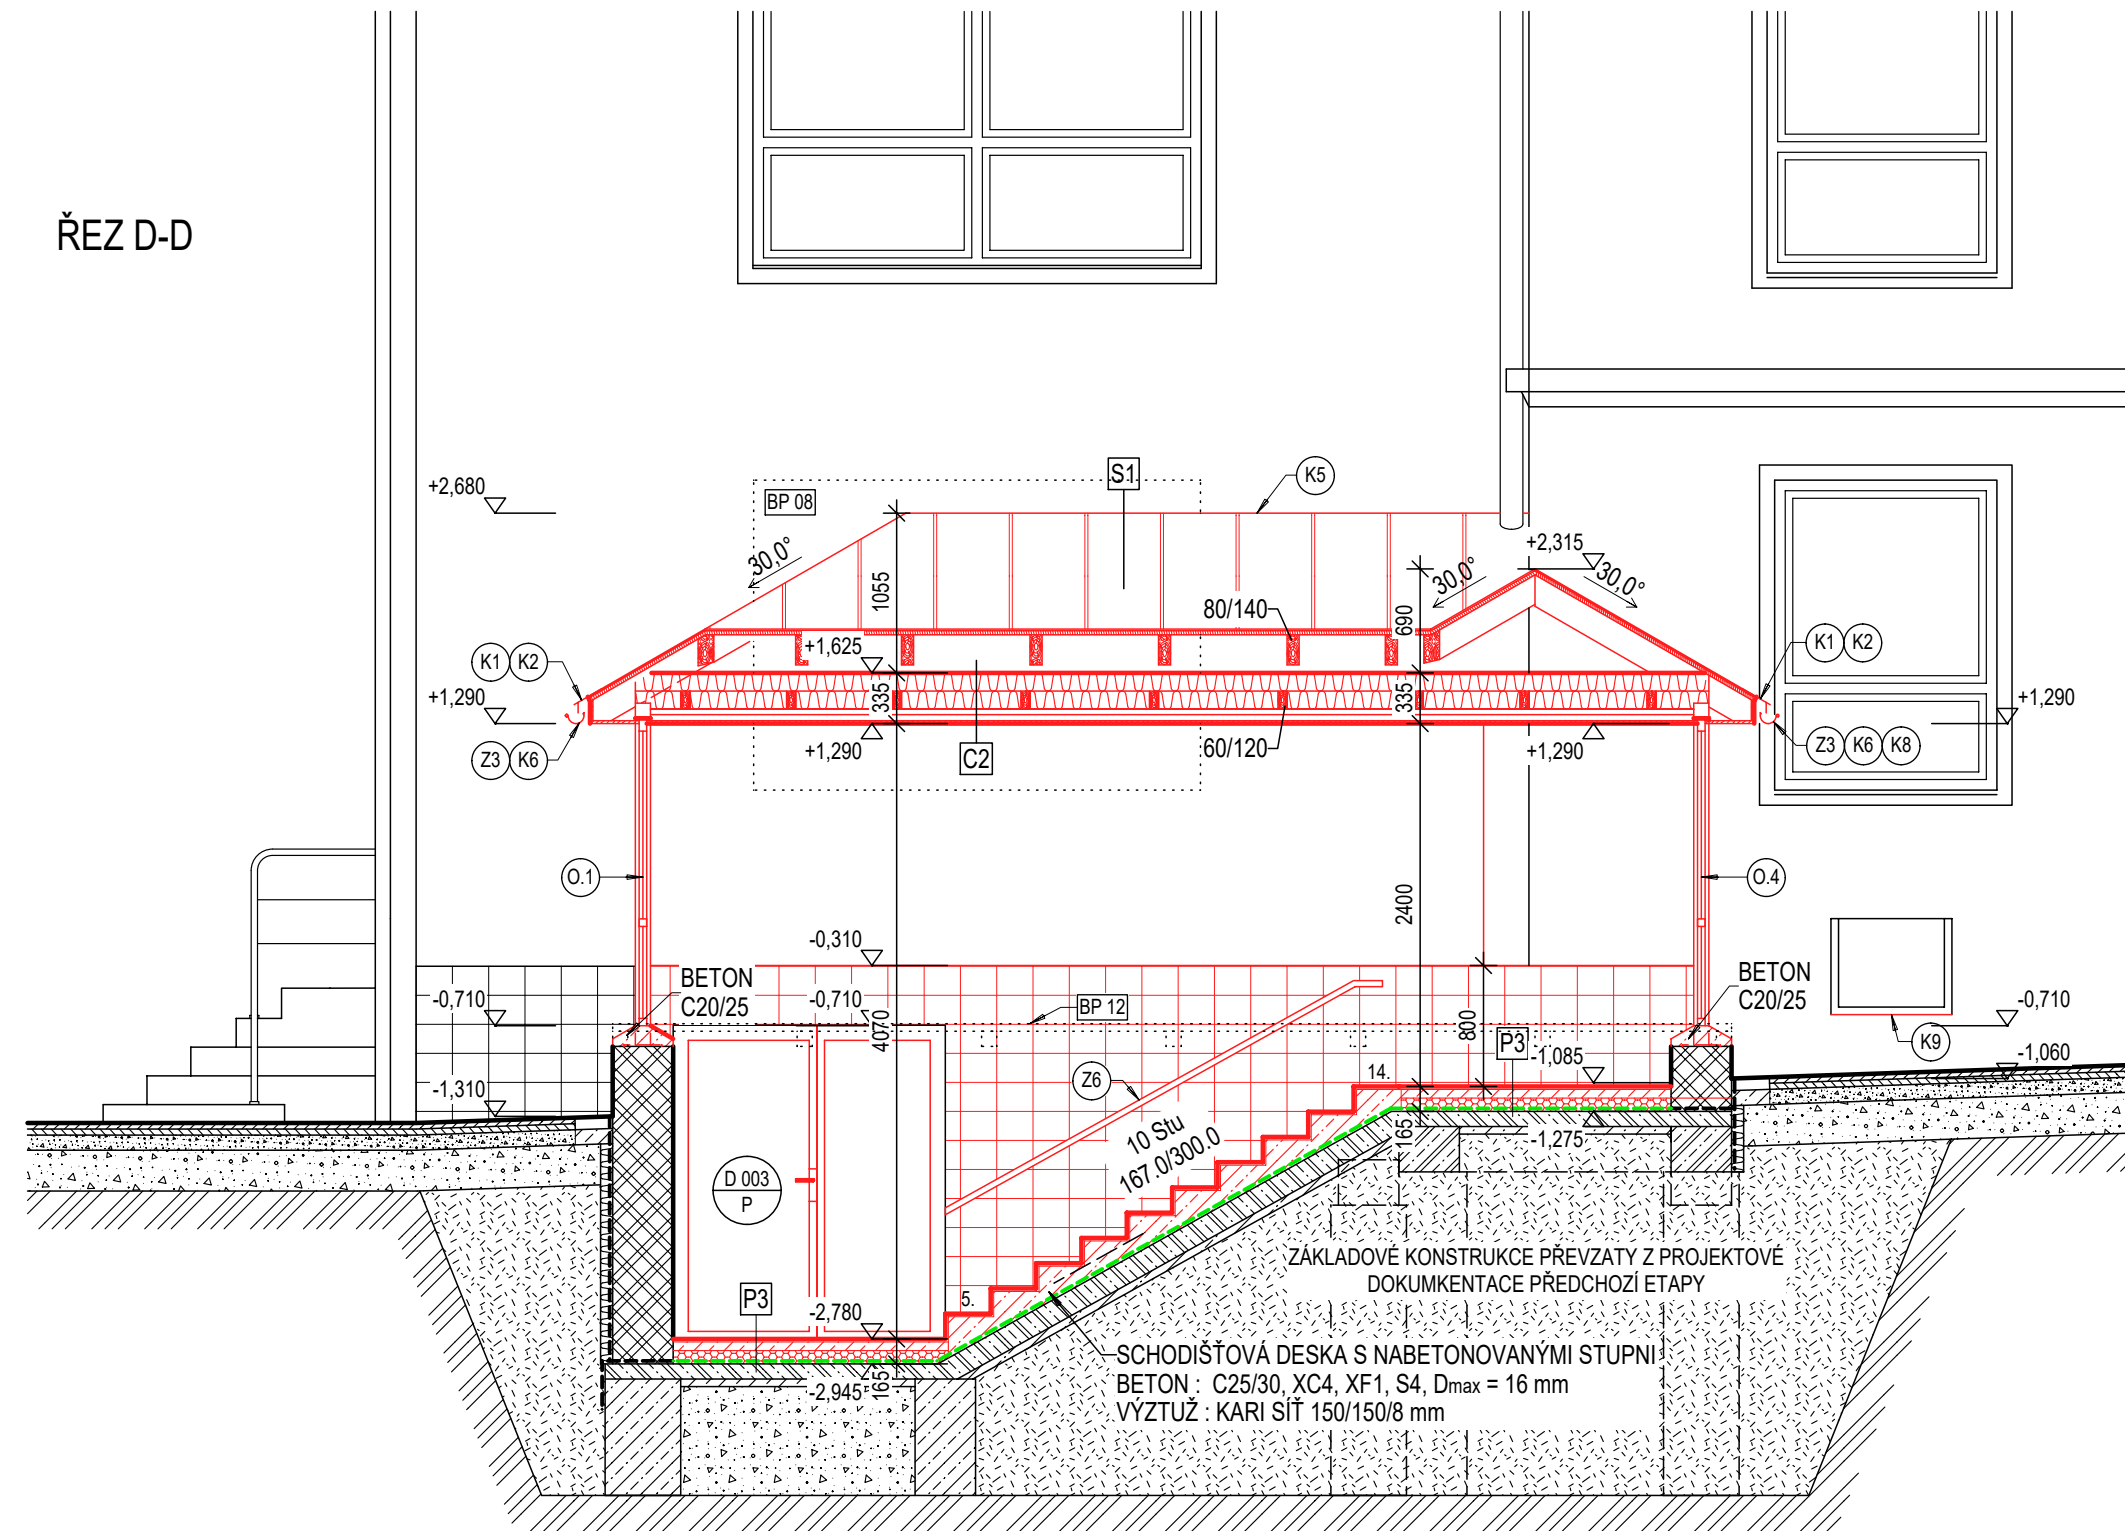 ŘEZ D-D
+2,680
BP 08
S1
K5
30,0°
1055
+2,315
30,0°
30,0°
690
80/140
+1,625
K1 K2
K1 K2
+1,290
335
335
+1,290
+1,290
C2
60/120
+1,290
Z3 K6
Z3 K6 K8
O.1
O.4
2400
-0,310
BETON
C20/25
BETON
C20/25
-0,710
-0,710
BP 12
-0,710
4070
800
P3
-1,085
K9
-1,060
Z6
14.
-1,310
10 Stu
167.0/300.0
165
-1,275
D 003
P
ZÁKLADOVÉ KONSTRUKCE PŘEVZATY Z PROJEKTOVÉ
DOKUMKENTACE PŘEDCHOZÍ ETAPY
P3
-2,780
5.
SCHODIŠŤOVÁ DESKA S NABETONOVANÝMI STUPNI
BETON : C25/30, XC4, XF1, S4, Dmax = 16 mm
VÝZTUŽ : KARI SÍŤ 150/150/8 mm
-2,945
165